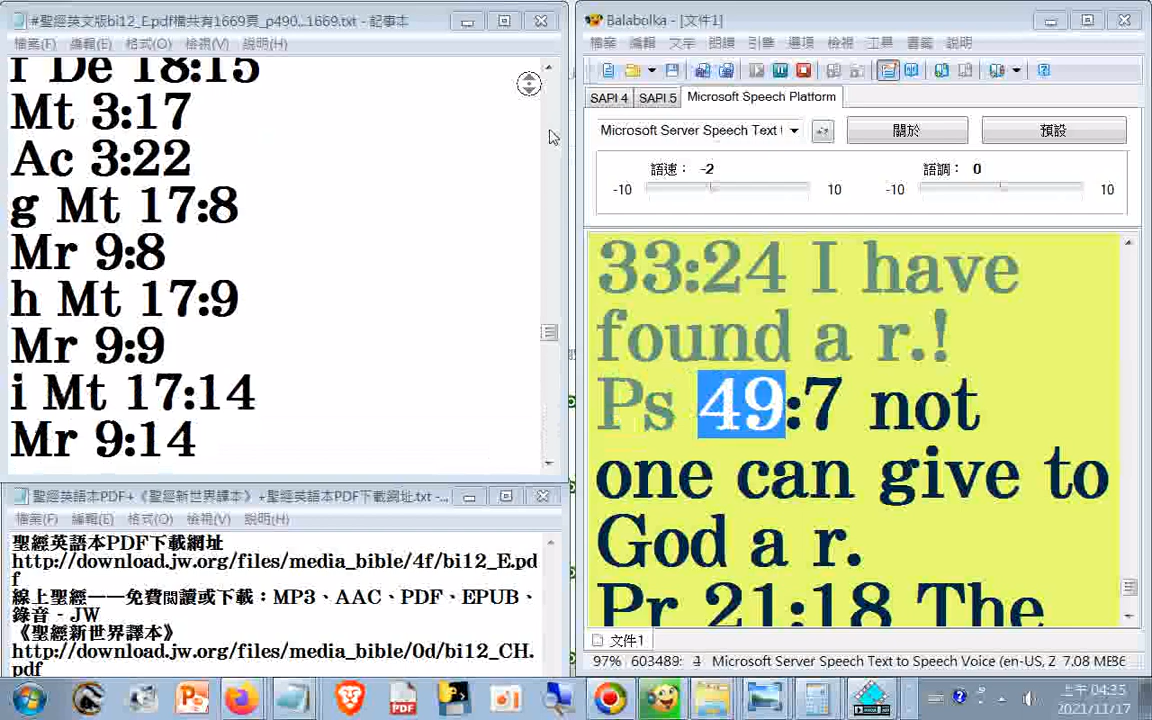 #聖經英文版bi12_E.pdf檔共有1669頁_p490,..1669.txt - 記事本
檔案(F) 編輯(E) 格式(O) 檢視(V) 說明(H)
r De 18:15
Mt 3:17
Ac 3:22
g Mt 17:8
Mr 9:8
h Mt 17:9
Mr 9:9
i Mt 17:14
Mr 9:14
聖經英語本PDF+《聖經新世界譯本》+聖經英語本PDF下載網址.txt - ...
檔案(F) 編輯(E) 格式(O) 檢視(V) 說明(H)
聖經英語本PDF下載網址
http://download.jw.org/files/media_bible/4f/bi12_E.pd
f
線上聖經——免費閱讀或下載：MP3、AAC、PDF、EPUB、
錄音 - JW
《聖經新世界譯本》
http://download.jw.org/files/media_bible/0d/bi12_CH.
pdf
Balabolka - [文件1]
檔案 編輯 文字 朗讀 引擎 選項 檢視 工具 書籤 說明
SAPI 4 SAPI 5 Microsoft Speech Platform
Microsoft Server Speech Text 關於 預設
語速： -2 語調： 0
-10 10 -10 10
33:24 I have
found a r.!
Ps 49:7 not
one can give to
God a r.
Pr 21:18 The
文件1
97% 603489: Microsoft Server Speech Text to Speech Voice (en-US, Z 7.08 MB
PDF
上午 04:35
2021/11/17